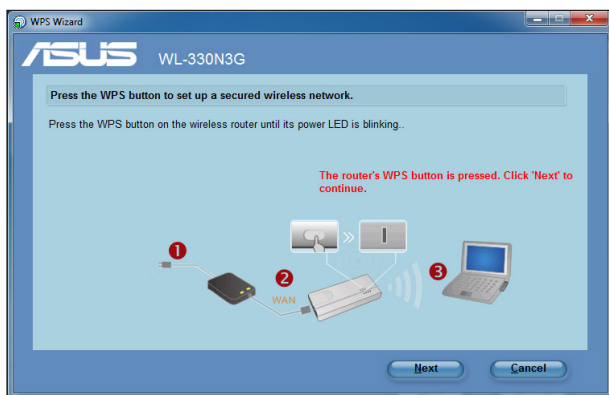 WPS Wizard
ASUS WL-330N3G
Press the WPS button to set up a secured wireless network.
Press the WPS button on the wireless router until its power LED is blinking..
The router's WPS button is pressed. Click 'Next' to
continue.
1
2
3
WAN
Next Cancel